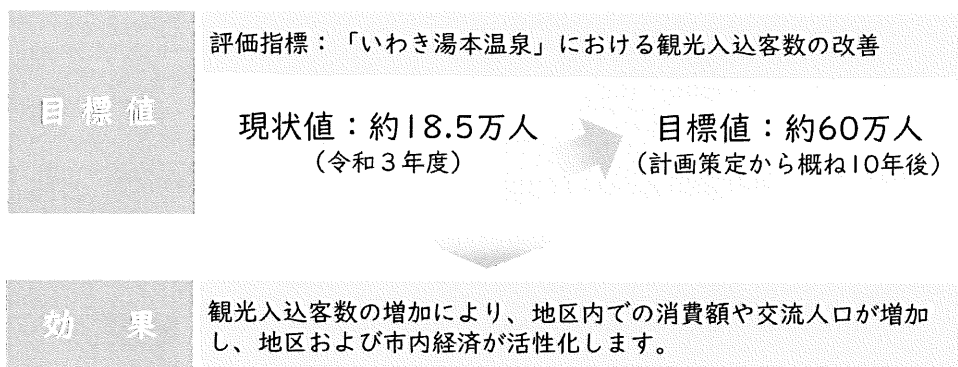 評価指標：「いわき湯本温泉」における観光入込客数の改善
目標値
現状値：約18.5万人
（令和3年度）
目標値：約60万人
（計画策定から概ね10年後）
効果
観光入込客数の増加により、地区内での消費額や交流人口が増加
し、地区および市内経済が活性化します。